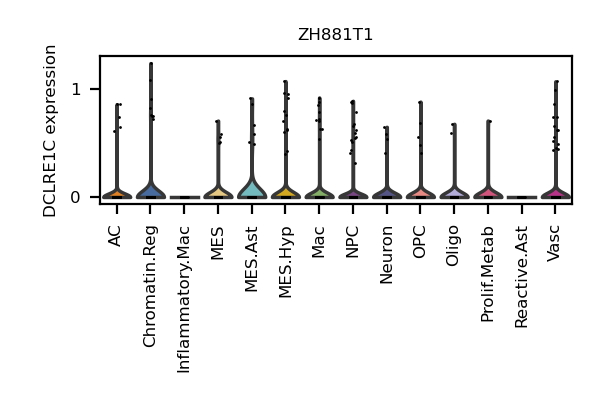 ZH881T1
DCLRE1C expression
1
0
AC
Chromatin.Reg
Inflammatory.Mac
MES
MES.Ast
MES.Hyp
Mac
NPC
Neuron
OPC
Oligo
Prolif.Metab
Reactive.Ast
Vasc